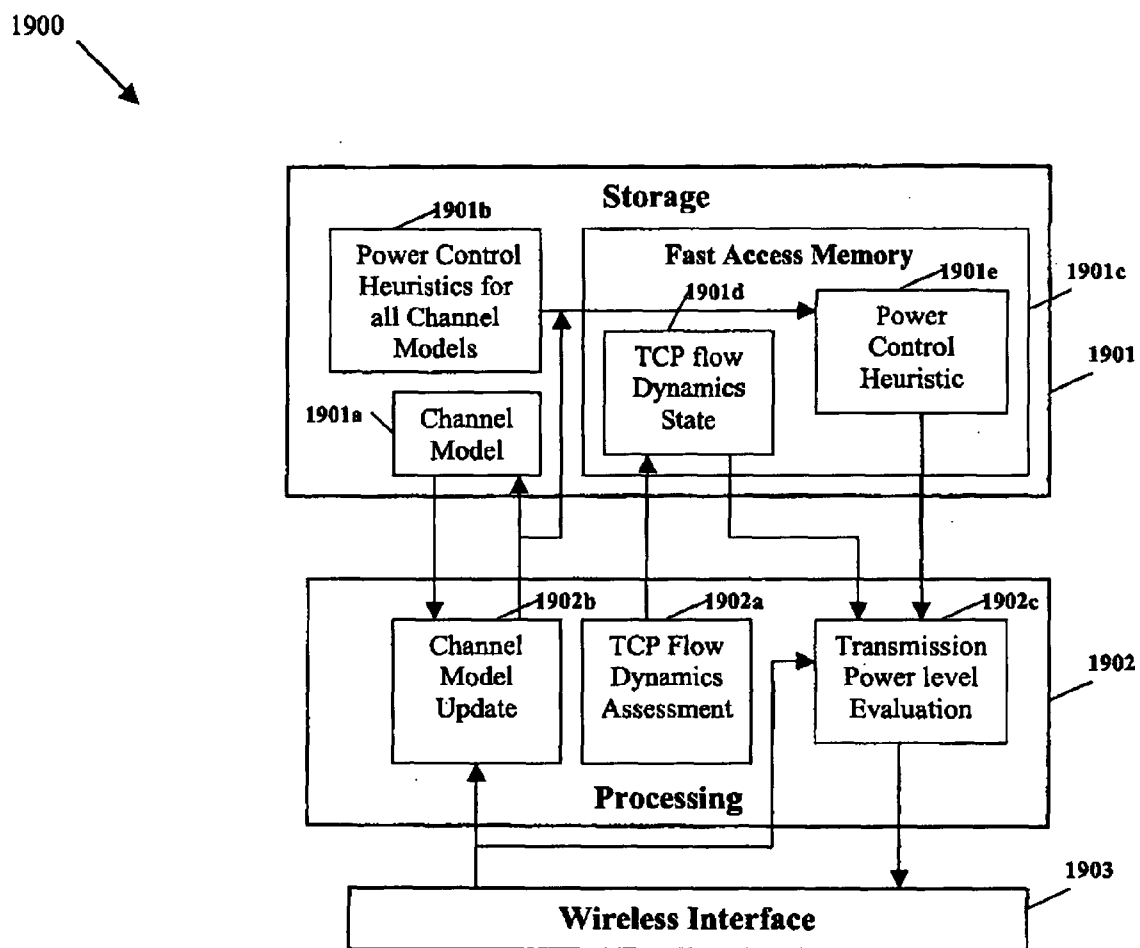 1900
Storage
1901b
Power Control
Heuristics for
all Channel
Models
Fast Access Memory
1901c
1901e
Power
Control
Heuristic
1901d
TCP flow
Dynamics
State
1901
1901a
Channel
Model
1902b
Channel
Model
Update
1902a
TCP Flow
Dynamics
Assessment
1902c
Transmission
Power level
Evaluation
1902
Processing
1903
Wireless Interface